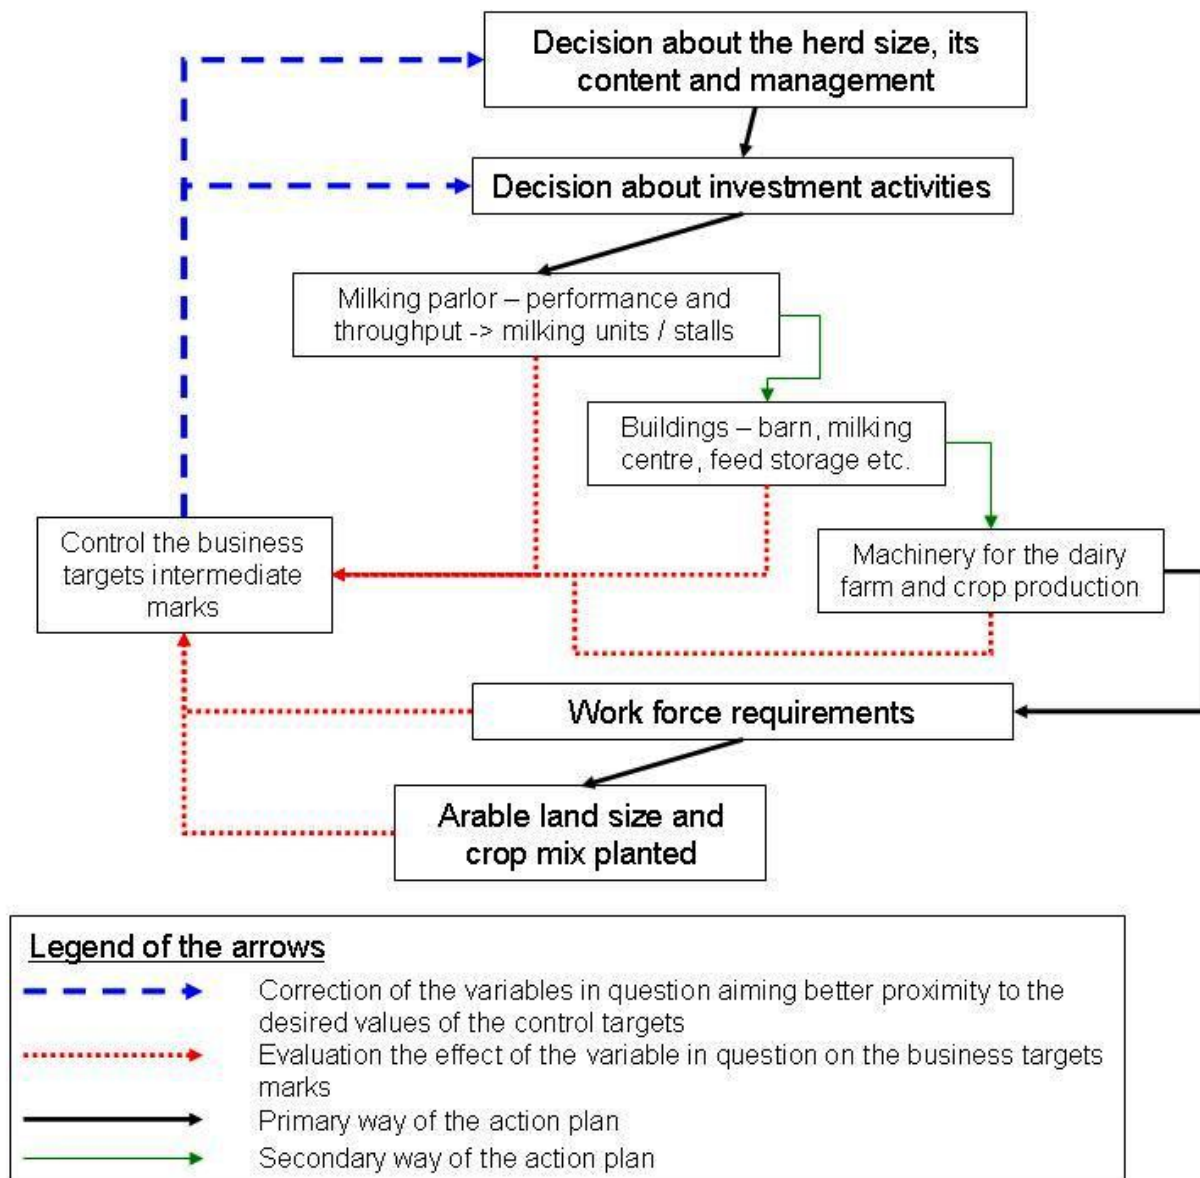 Decision about the herd size, its
content and management
Decision about investment activities
Milking parlor – performance and
throughput -> milking units / stalls
Buildings – barn, milking
centre, feed storage etc.
Control the business
targets intermediate
marks
Machinery for the dairy
farm and crop production
Work force requirements
Arable land size and
crop mix planted
Legend of the arrows
Correction of the variables in question aiming better proximity to the
desired values of the control targets
Evaluation the effect of the variable in question on the business targets
marks
Primary way of the action plan
Secondary way of the action plan